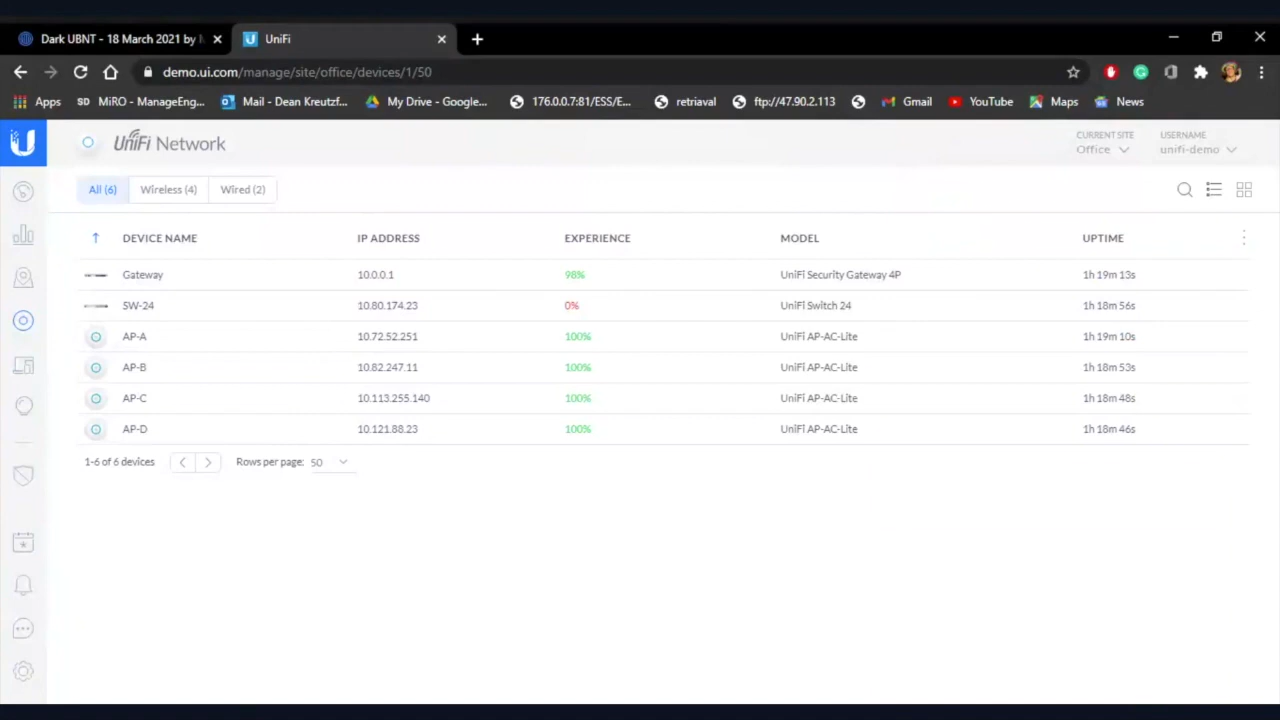 Dark UBNT - 18 March 2021 by M
UniFi
demo.ui.com/manage/site/office/devices/1/50
Apps
SD MiRO - ManageEng...
Mail - Dean Kreutzf...
My Drive - Google...
176.0.0.7:81/ESS/E...
retriaval
ftp://47.90.2.113
Gmail
YouTube
Maps
News
UniFi Network
CURRENT SITE
Office
USERNAME
unifi-demo
All (6) Wireless (4) Wired (2)
DEVICE NAME IP ADDRESS EXPERIENCE MODEL UPTIME
Gateway 10.0.0.1 98% UniFi Security Gateway 4P 1h 19m 13s
SW-24 10.80.174.23 0% UniFi Switch 24 1h 18m 56s
AP-A 10.72.52.251 100% UniFi AP-AC-Lite 1h 19m 10s
AP-B 10.82.247.11 100% UniFi AP-AC-Lite 1h 18m 53s
AP-C 10.113.255.140 100% UniFi AP-AC-Lite 1h 18m 48s
AP-D 10.121.88.23 100% UniFi AP-AC-Lite 1h 18m 46s
1-6 of 6 devices Rows per page: 50